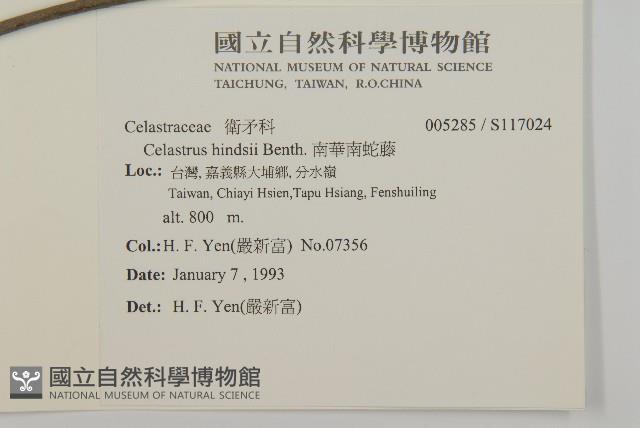 國立自然科學博物館
NATIONAL MUSEUM OF NATURAL SCIENCE
TAICHUNG, TAIWAN, R.O.CHINA
Celastraceae 衛矛科 005285 / S117024
Celastrus hindsii Benth. 南華南蛇藤
Loc.: 台灣, 嘉義縣大埔鄉, 分水嶺
Taiwan, Chiayi Hsien,Tapu Hsiang, Fenshuiling
alt. 800 m.
Col.: H. F. Yen(嚴新富) No.07356
Date: January 7 , 1993
Det.: H. F. Yen(嚴新富)
國立自然科學博物館
NATIONAL MUSEUM OF NATURAL SCIENCE